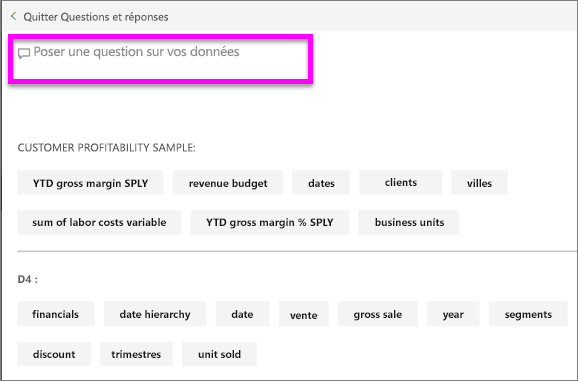 Quitter Questions et réponses
Poser une question sur vos données
CUSTOMER PROFITABILITY SAMPLE:
YTD gross margin SPLY revenue budget dates clients villes
sum of labor costs variable YTD gross margin % SPLY business units
D4 :
financials date hierarchy date vente gross sale year segments
discount trimestres unit sold